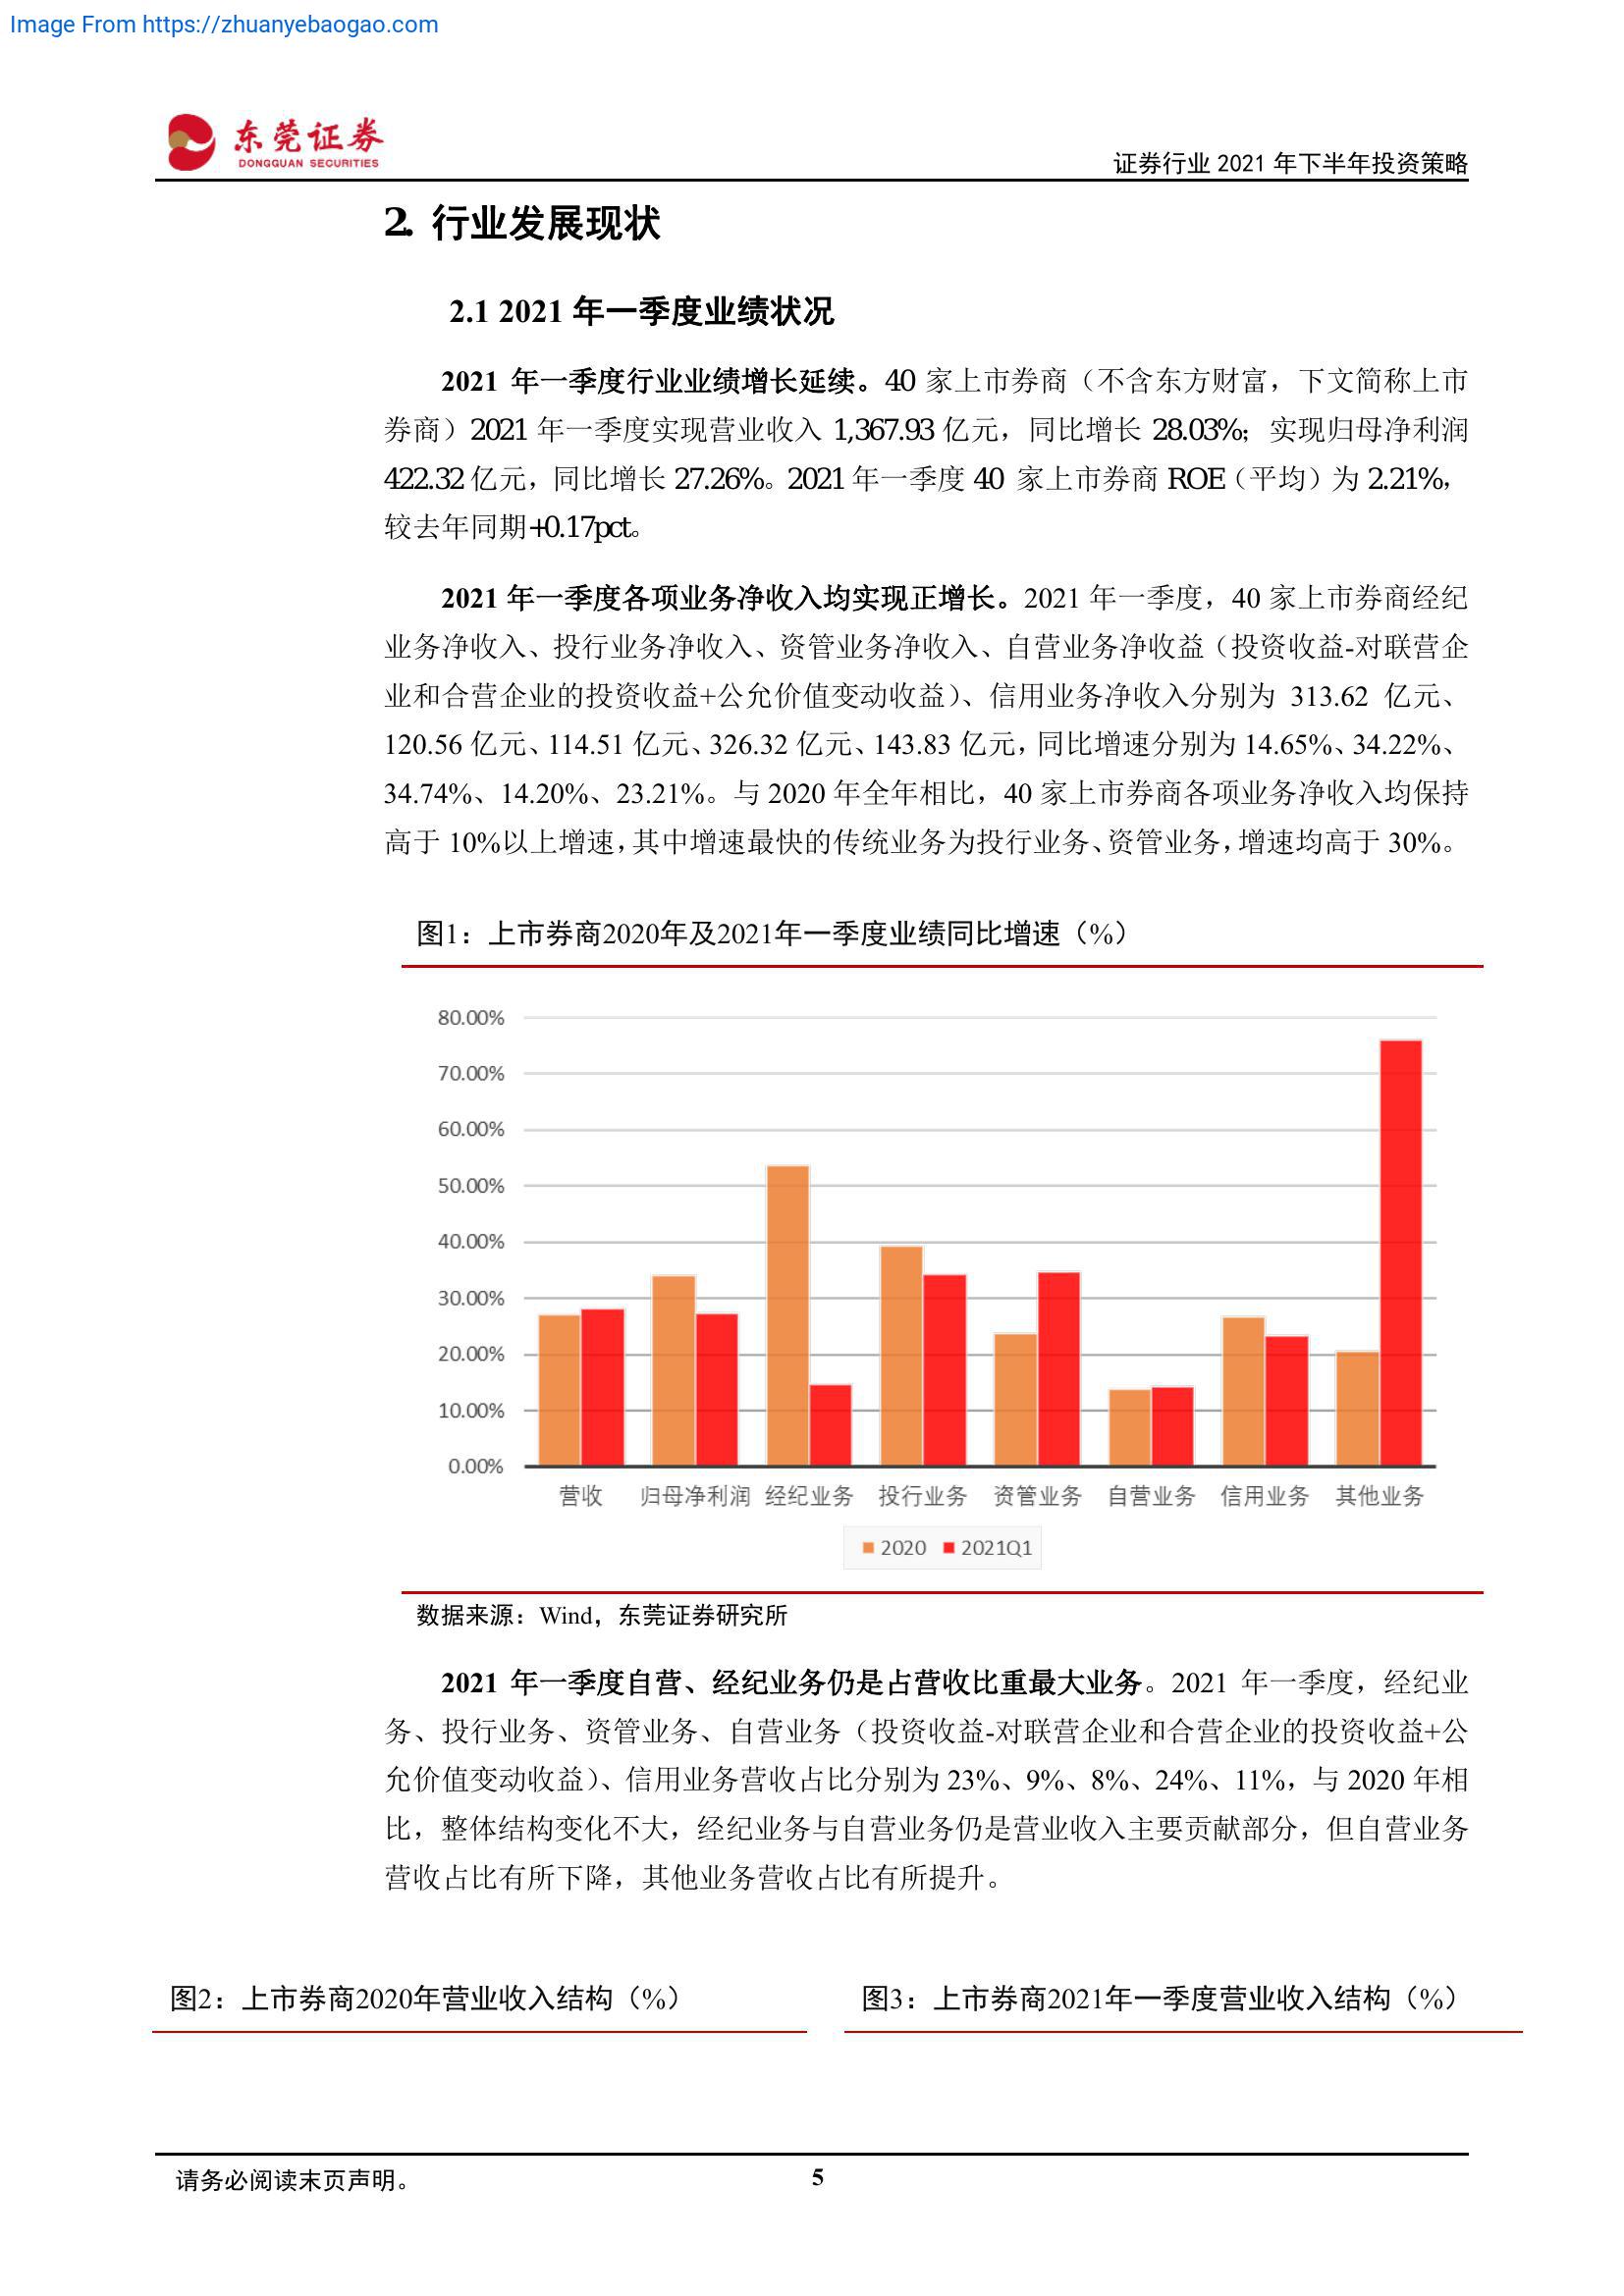 Image From https://zhuanyebaogao.com
东莞证券
DONGGUAN SECURITIES
证券行业 2021 年下半年投资策略
2. 行业发展现状
2.1 2021 年一季度业绩状况
2021 年一季度行业业绩增长延续。40 家上市券商（不含东方财富，下文简称上市
券商）2021 年一季度实现营业收入 1,367.93 亿元，同比增长 28.03%；实现归母净利润
422.32 亿元，同比增长 27.26%。2021 年一季度 40 家上市券商 ROE（平均）为 2.21%，
较去年同期+0.17pct。
2021 年一季度各项业务净收入均实现正增长。2021 年一季度，40 家上市券商经纪
业务净收入、投行业务净收入、资管业务净收入、自营业务净收益（投资收益-对联营企
业和合营企业的投资收益+公允价值变动收益）、信用业务净收入分别为 313.62 亿元、
120.56 亿元、114.51 亿元、326.32 亿元、143.83 亿元，同比增速分别为 14.65%、34.22%、
34.74%、14.20%、23.21%。与 2020 年全年相比，40 家上市券商各项业务净收入均保持
高于 10%以上增速，其中增速最快的传统业务为投行业务、资管业务，增速均高于 30%。
图1：上市券商2020年及2021年一季度业绩同比增速（%）
80.00%
70.00%
60.00%
50.00%
40.00%
30.00%
20.00%
10.00%
0.00%
营收 归母净利润 经纪业务 投行业务 资管业务 自营业务 信用业务 其他业务
2020 2021Q1
数据来源：Wind，东莞证券研究所
2021 年一季度自营、经纪业务仍是占营收比重最大业务。2021 年一季度，经纪业
务、投行业务、资管业务、自营业务（投资收益-对联营企业和合营企业的投资收益+公
允价值变动收益）、信用业务营收占比分别为 23%、9%、8%、24%、11%，与 2020 年相
比，整体结构变化不大，经纪业务与自营业务仍是营业收入主要贡献部分，但自营业务
营收占比有所下降，其他业务营收占比有所提升。
图2：上市券商2020年营业收入结构（%）
图3：上市券商2021年一季度营业收入结构（%）
请务必阅读末页声明。
5